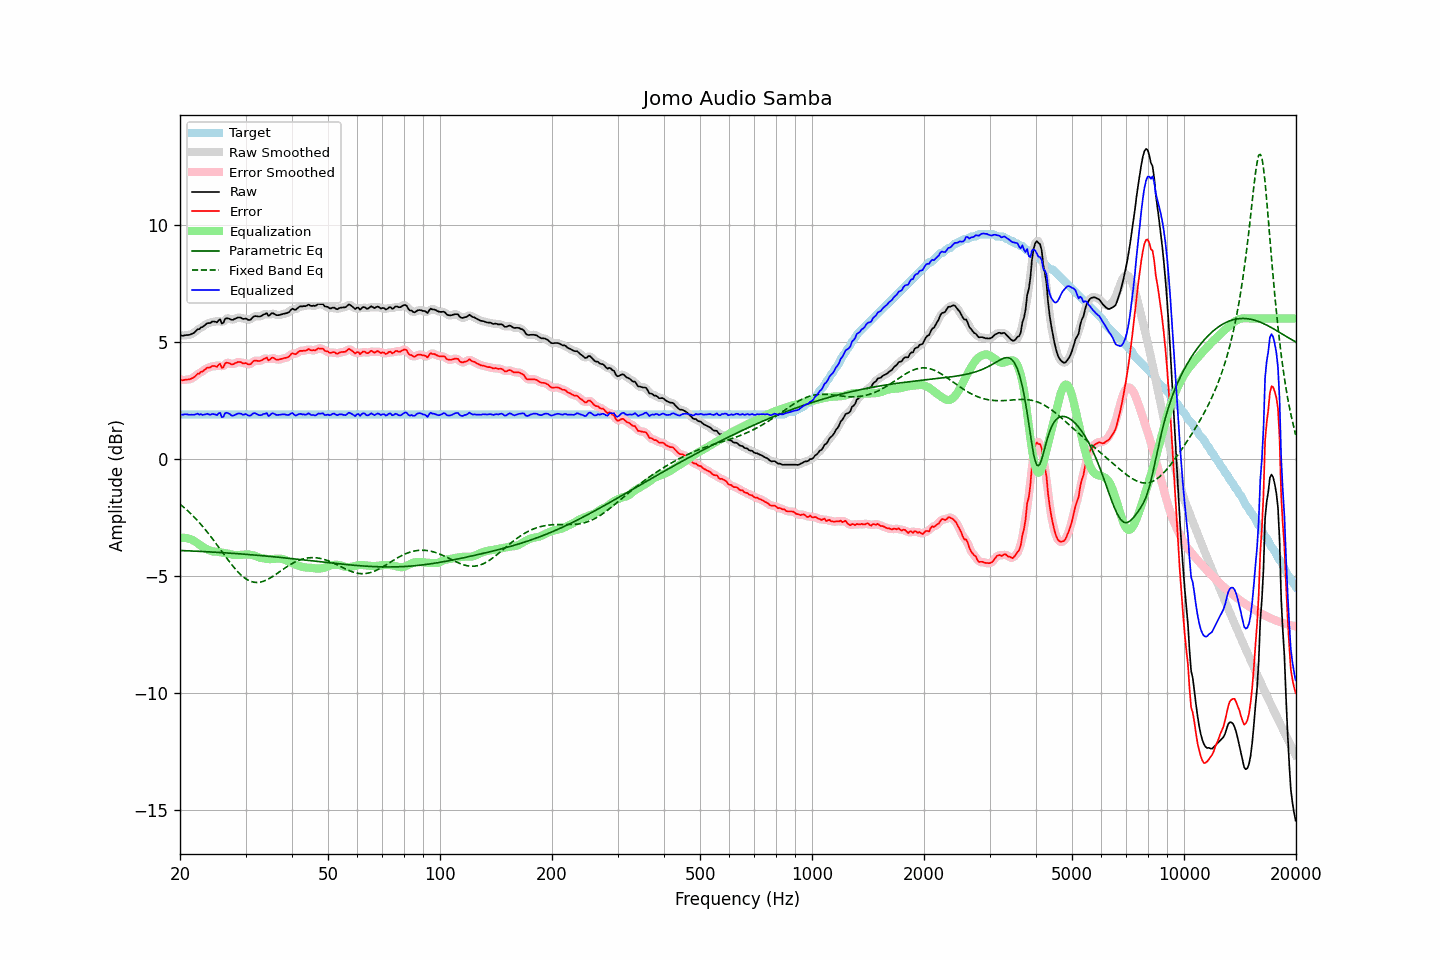 Jomo Audio Samba
Target
Raw Smoothed
Error Smoothed
Raw
Error
Equalization
Parametric Eq
Fixed Band Eq
Equalized
10
5
0
−5
−10
−15
Amplitude (dBr)
20 50 100 200 500 1000 2000 5000 10000 20000
Frequency (Hz)